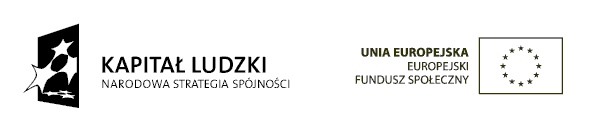 KAPITAŁ LUDZKI
NARODOWA STRATEGIA SPÓJNOŚCI
UNIA EUROPEJSKA
EUROPEJSKI
FUNDUSZ SPOŁECZNY